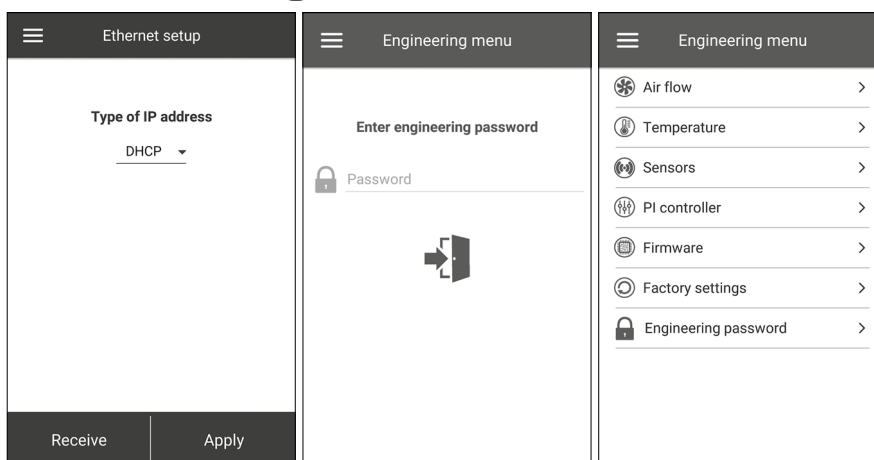 Ethernet setup
Type of IP address
DHCP
Receive
Apply
Engineering menu
Enter engineering password
Password
Engineering menu
Air flow
Temperature
Sensors
PI controller
Firmware
Factory settings
Engineering password